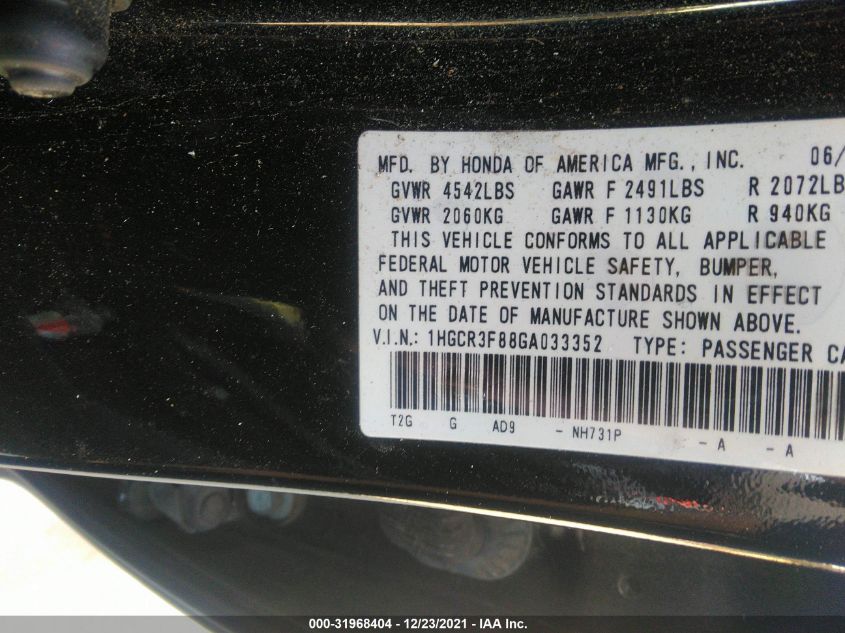 MFD. BY HONDA OF AMERICA MFG., INC. 06/
GVWR 4542LBS GAWR F 2491LBS R 2072LB
GVWR 2060KG GAWR F 1130KG R 940KG
THIS VEHICLE CONFORMS TO ALL APPLICABLE
FEDERAL MOTOR VEHICLE SAFETY, BUMPER,
AND THEFT PREVENTION STANDARDS IN EFFECT
ON THE DATE OF MANUFACTURE SHOWN ABOVE.
V.I.N.: 1HGCR3F88GA033352 TYPE: PASSENGER CA
T2G G AD9 - NH731P - A - A
000-31968404 - 12/23/2021 - IAA Inc.